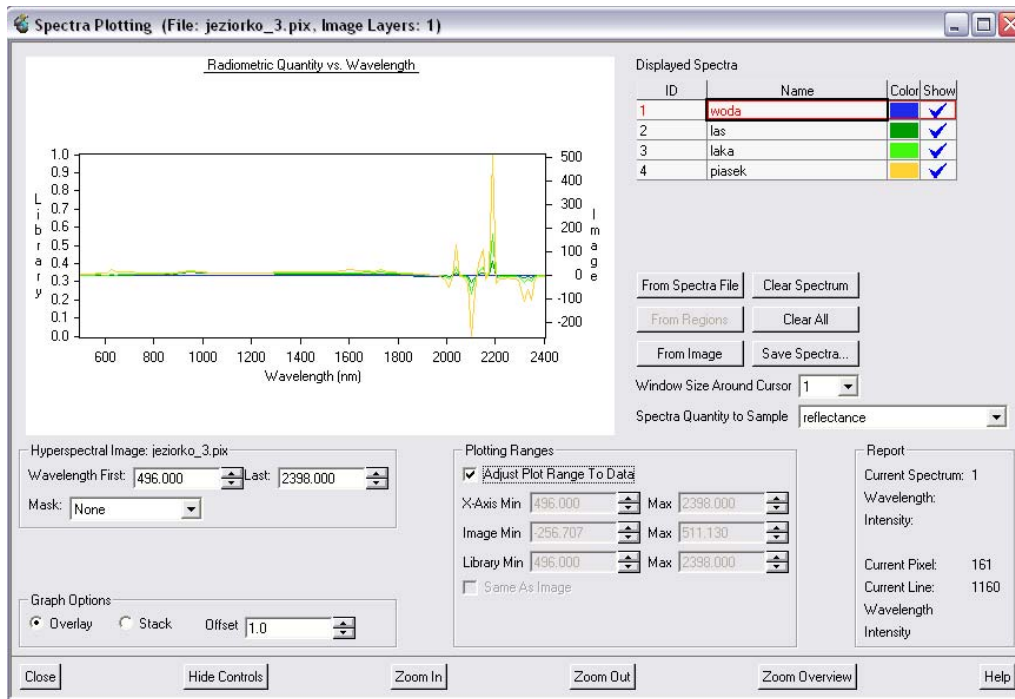 Spectra Plotting (File: jeziorko_3.pix, Image Layers: 1)
Radiometric Quantity vs. Wavelength
1.0
0.9
0.8
0.7
0.6
0.5
0.4
0.3
0.2
0.1
0.0
Library
500
400
300
200
100
0
-100
-200
Image
600 800 1000 1200 1400 1600 1800 2000 2200 2400
Wavelength (nm)
Displayed Spectra
ID Name Color Show
1 woda
2 las
3 laka
4 piasek
From Spectra File Clear Spectrum
From Regions Clear All
From Image Save Spectra...
Window Size Around Cursor 1
Spectra Quantity to Sample reflectance
Hyperspectral Image: jeziorko_3.pix
Wavelength First: 496.000 Last: 2398.000
Mask: None
Graph Options
Overlay Stack Offset 1.0
Plotting Ranges
Adjust Plot Range To Data
X-Axis Min 496.000 Max 2398.000
Image Min -256.707 Max 511.130
Library Min 496.000 Max 2398.000
Same As Image
Report
Current Spectrum: 1
Wavelength:
Intensity:
Current Pixel: 161
Current Line: 1160
Wavelength
Intensity
Close Hide Controls Zoom In Zoom Out Zoom Overview Help